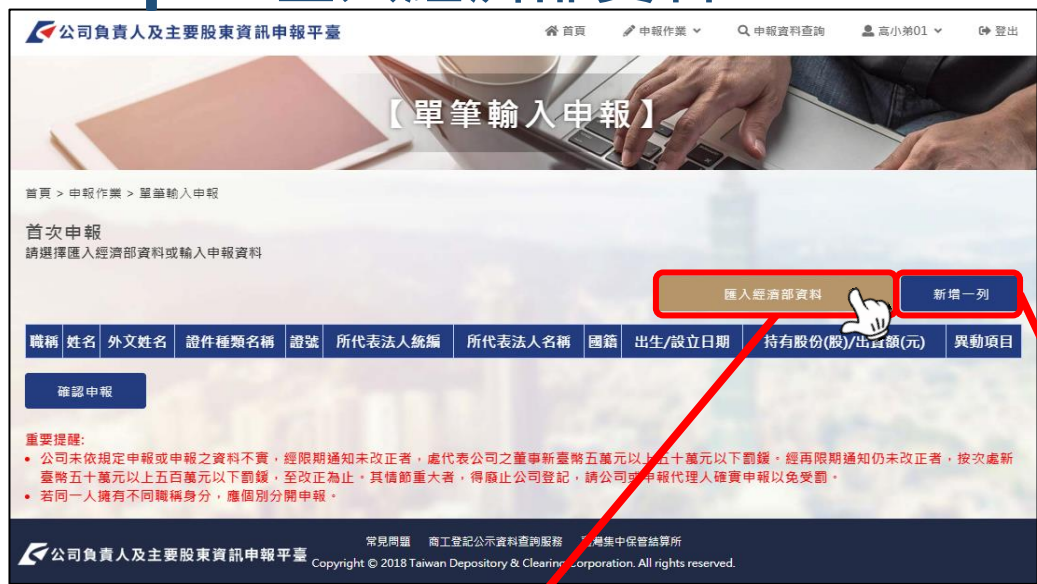 公司負責人及主要股東資訊申報平臺
首頁
申報作業
申報資料查詢
高小弟01
登出
【單筆輸入申報】
首頁 > 申報作業 > 單筆輸入申報
首次申報
請選擇匯入經濟部資料或輸入申報資料
匯入經濟部資料
新增一列
職稱 姓名 外文姓名 證件種類名稱 證號 所代表法人統編 所代表法人名稱 國籍 出生/設立日期 持有股份(股)/出資額(元) 異動項目
確認申報
重要提醒:
• 公司未依規定申報或申報之資料不實，經限期通知未改正者，處代表公司之董事新臺幣五萬元以上五十萬元以下罰鍰。經再限期通知仍未改正者，按次處新
臺幣五十萬元以上五百萬元以下罰鍰，至改正為止。其情節重大者，得廢止公司登記，請公司或申報代理人確實申報以免受罰。
• 若同一人擁有不同職稱身分，應個別分開申報。
公司負責人及主要股東資訊申報平臺
常見問題 商工登記公示資料查詢服務 臺灣集中保管結算所
Copyright © 2018 Taiwan Depository & Clearing Corporation. All rights reserved.